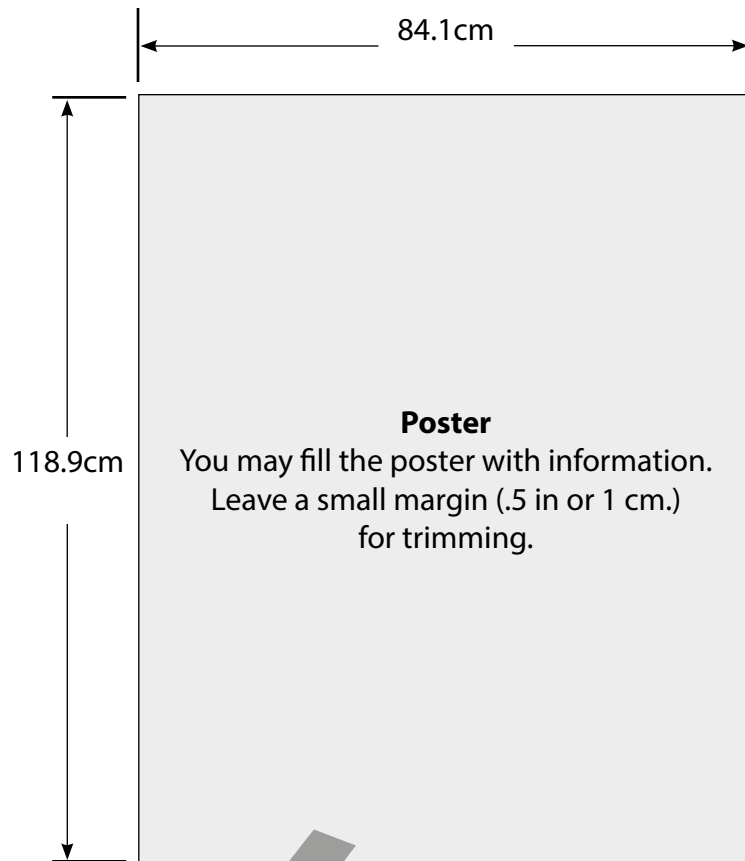 84.1cm
118.9cm
Poster
You may fill the poster with information.
Leave a small margin (.5 in or 1 cm.)
for trimming.